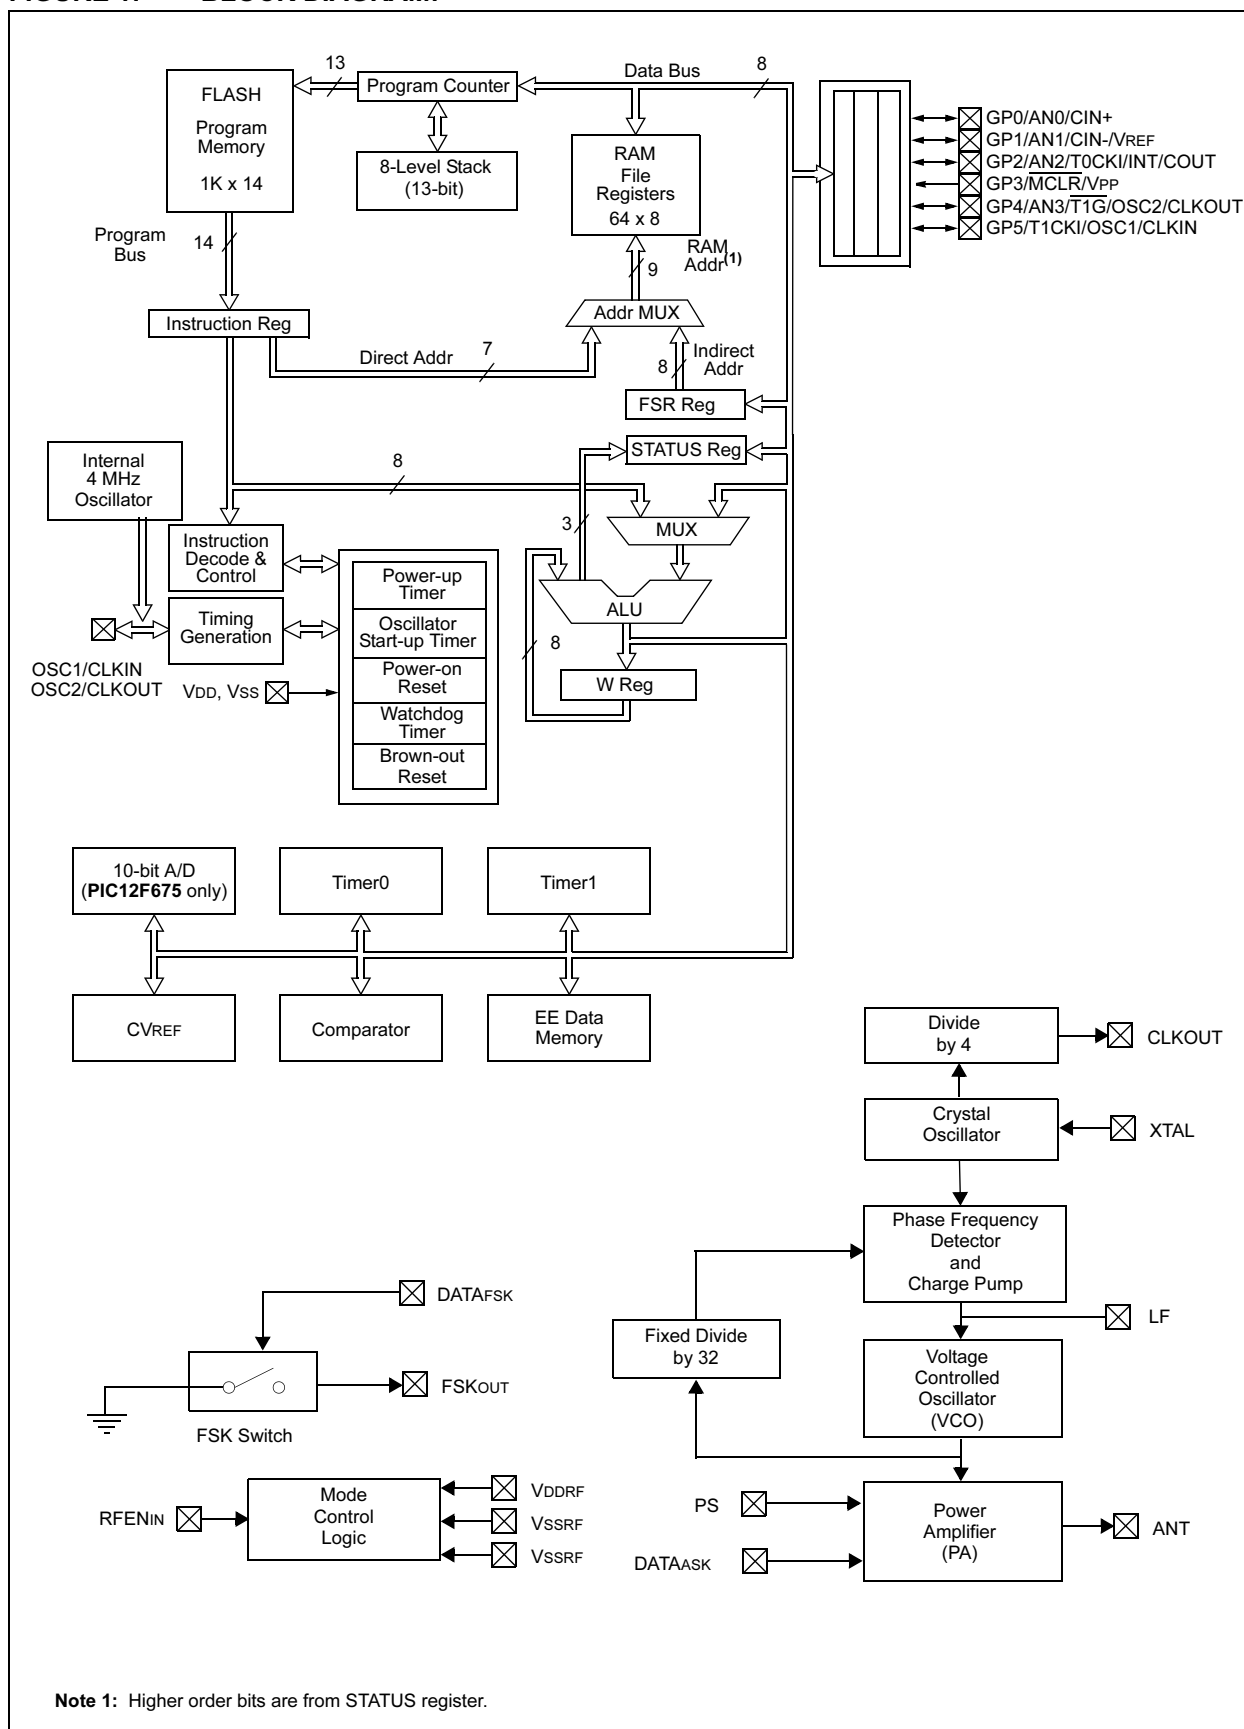 13
Program Counter
Data Bus
8
FLASH
Program
Memory
1K x 14
8-Level Stack
(13-bit)
RAM
File
Registers
64 x 8
GP0/AN0/CIN+
GP1/AN1/CIN-/VREF
GP2/AN2/T0CKI/INT/COUT
GP3/MCLR/VPP
GP4/AN3/T1G/OSC2/CLKOUT
GP5/T1CKI/OSC1/CLKIN
Program
Bus
14
RAM
Addr(1)
9
Addr MUX
Instruction Reg
Direct Addr
7
8
Indirect
Addr
FSR Reg
STATUS Reg
Internal
4 MHz
Oscillator
8
3
MUX
Instruction
Decode &
Control
Power-up
Timer
ALU
Timing
Generation
Oscillator
Start-up Timer
8
OSC1/CLKIN
OSC2/CLKOUT
VDD, VSS
Power-on
Reset
W Reg
Watchdog
Timer
Brown-out
Reset
10-bit A/D
(PIC12F675 only)
Timer0
Timer1
CVREF
Comparator
EE Data
Memory
Divide
by 4
CLKOUT
Crystal
Oscillator
XTAL
Phase Frequency
Detector
and
Charge Pump
DATAFSK
LF
Fixed Divide
by 32
Voltage
Controlled
Oscillator
(VCO)
FSKOUT
FSK Switch
RFENIN
Mode
Control
Logic
VDDRF
VSSRF
VSSRF
PS
DATAASK
Power
Amplifier
(PA)
ANT
Note 1: Higher order bits are from STATUS register.